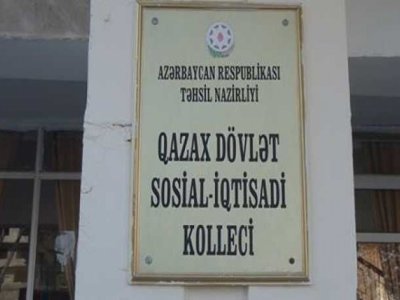 AZƏRBAYCAN RESPUBLİKASI
TƏHSİL NAZİRLİYİ
QAZAX DÖVLƏT
SOSİAL-İQTİSADİ
KOLLECİ